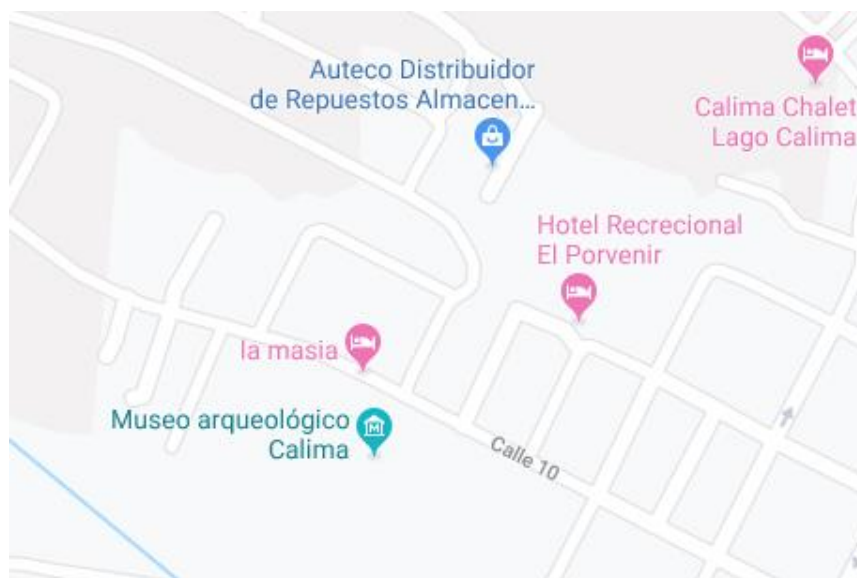 Auteco Distribuidor
de Repuestos Almacen...
Calima Chalet
Lago Calima
Hotel Recrecional
El Porvenir
la masia
Museo arqueológico
Calima
M
Calle 10